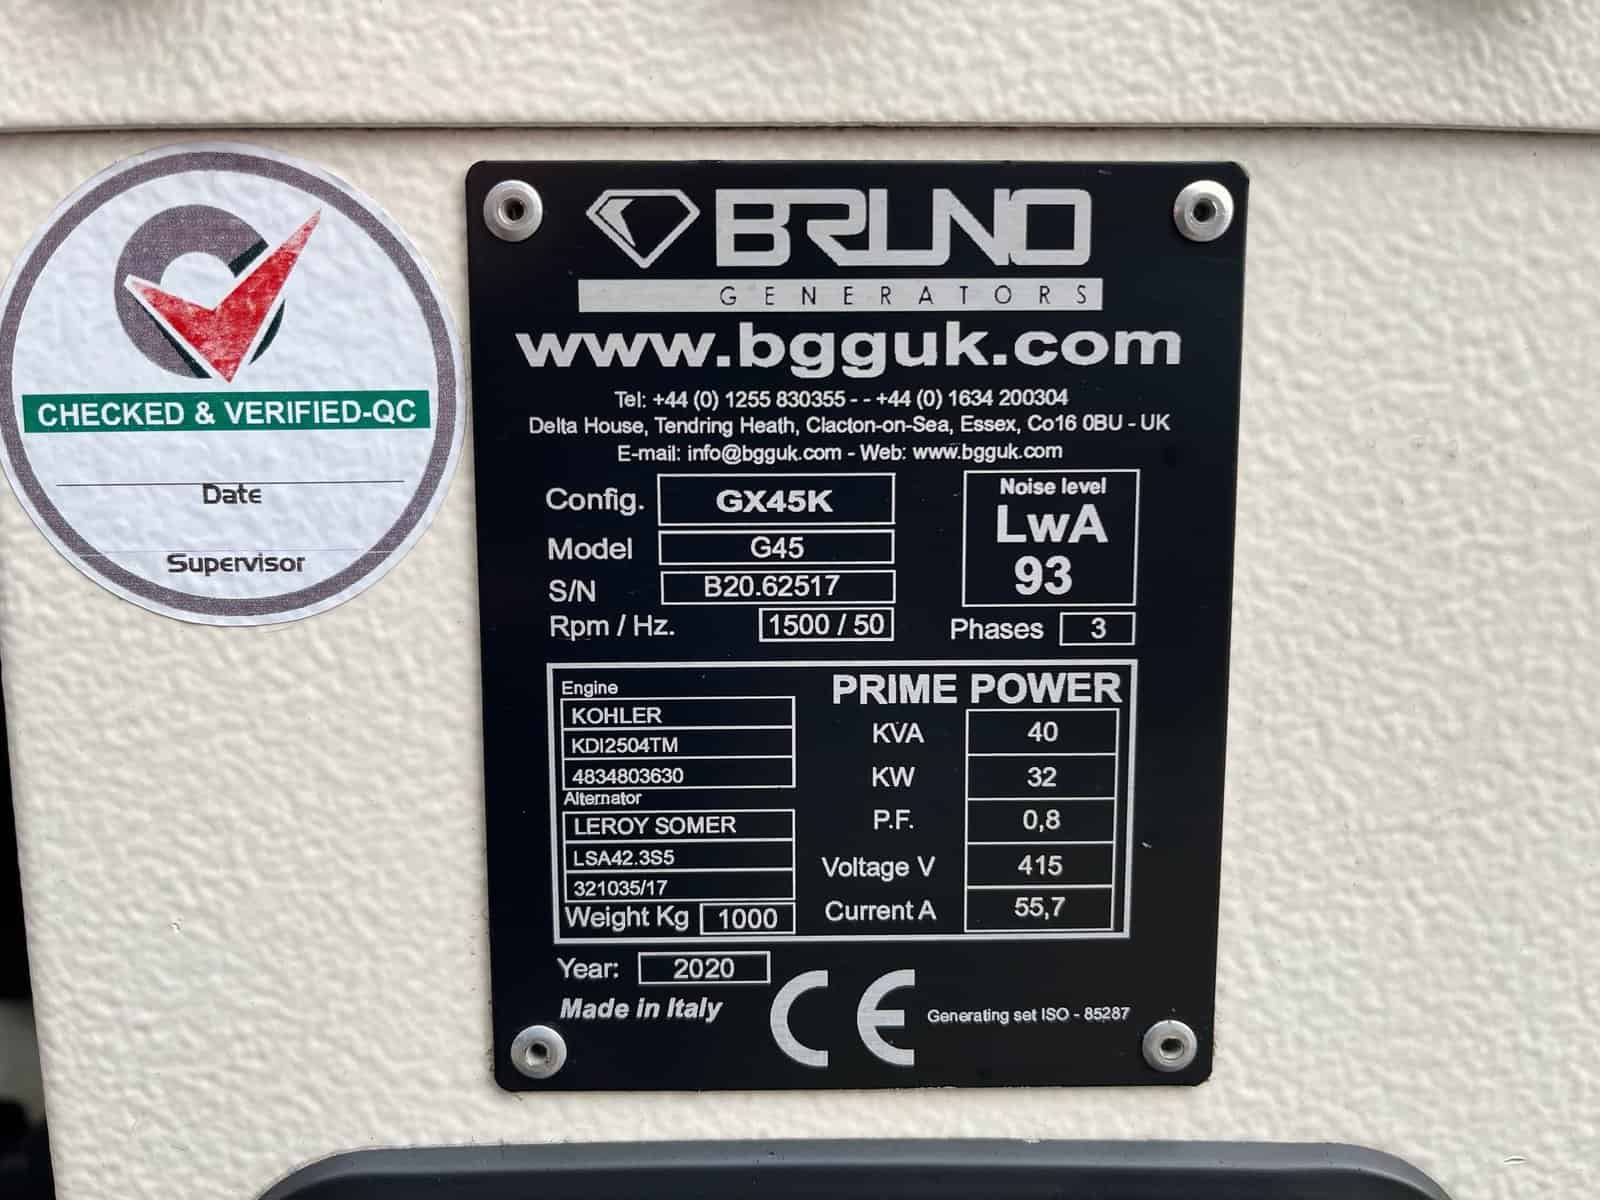 CHECKED & VERIFIED-QC
Date
Supervisor
BRUNO
GENERATORS
www.bgguk.com
Tel: +44 (0) 1255 830355 - - +44 (0) 1634 200304
Delta House, Tendring Heath, Clacton-on-Sea, Essex, Co16 0BU - UK
E-mail: info@bgguk.com - Web: www.bgguk.com
Config. GX45K
Model G45
S/N B20.62517
Rpm / Hz. 1500 / 50
Noise level
LwA
93
Phases 3
Engine
KOHLER
KDI2504TM
4834803630
Alternator
LEROY SOMER
LSA42.3S5
321035/17
Weight Kg 1000
PRIME POWER
KVA 40
KW 32
P.F. 0,8
Voltage V 415
Current A 55,7
Year: 2020
Made in Italy
CE
Generating set ISO - 85287